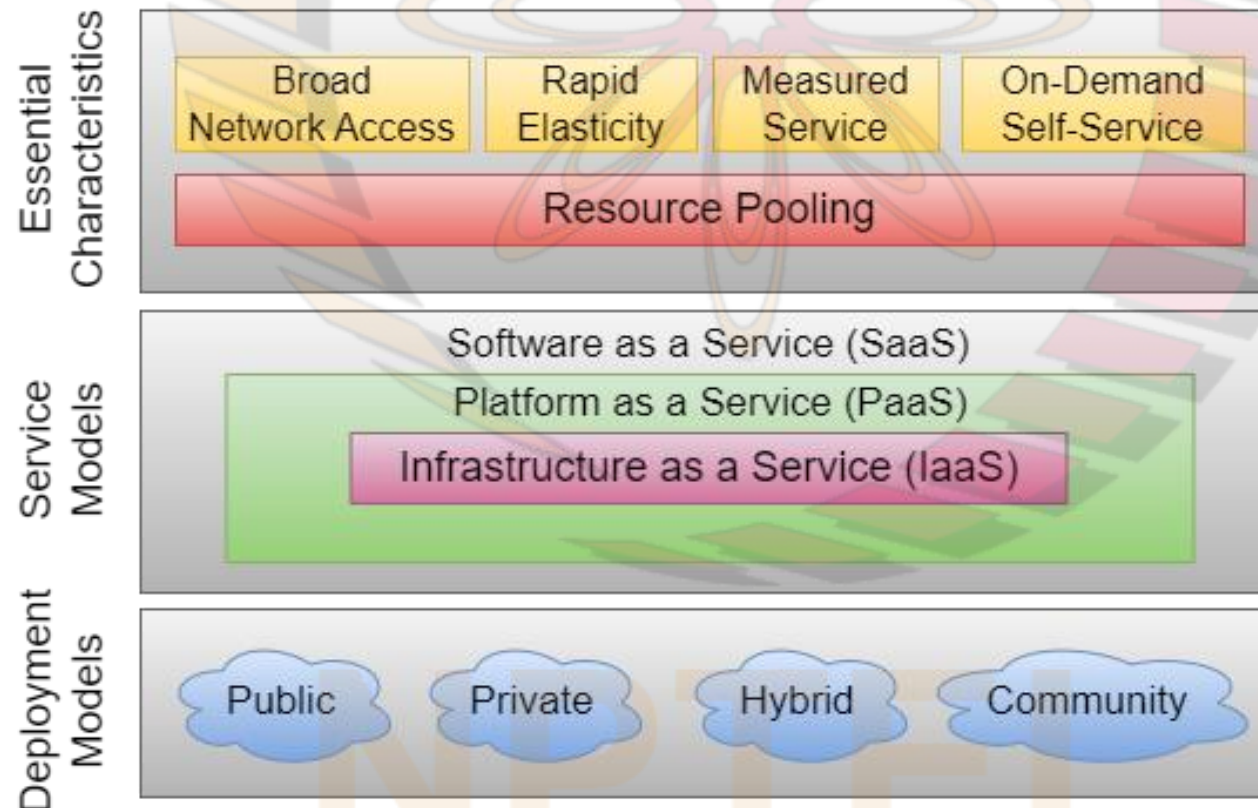 Essential
Characteristics
Broad
Network Access
Rapid
Elasticity
Measured
Service
On-Demand
Self-Service
Resource Pooling
Service
Models
Software as a Service (SaaS)
Platform as a Service (PaaS)
Infrastructure as a Service (IaaS)
Deployment
Models
Public
Private
Hybrid
Community
NPTEL